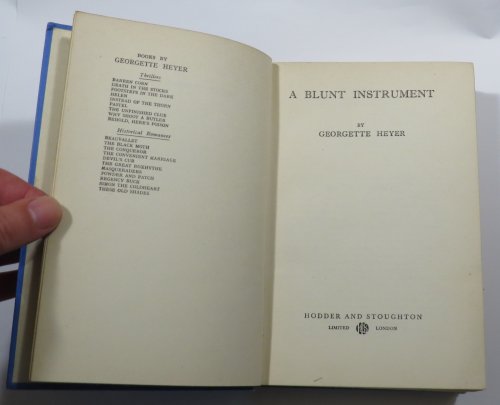 BOOKS BY
GEORGETTE HEYER
Thrillers
BARREN CORN
DEATH IN THE STOCKS
FOOTSTEPS IN THE DARK
HELEN
INSTEAD OF THE THORN
PASTEL
THE UNFINISHED CLUE
WHY SHOOT A BUTLER
BEHOLD, HERE'S POISON
Historical Romances
BEAUVALLET
THE BLACK MOTH
THE CONQUEROR
THE CONVENIENT MARRIAGE
DEVIL'S CUB
THE GREAT ROXHYTHE
MASQUERADERS
POWDER AND PATCH
REGENCY BUCK
SIMON THE COLDHEART
THESE OLD SHADES
A BLUNT INSTRUMENT
BY
GEORGETTE HEYER
HODDER AND STOUGHTON
LIMITED LONDON